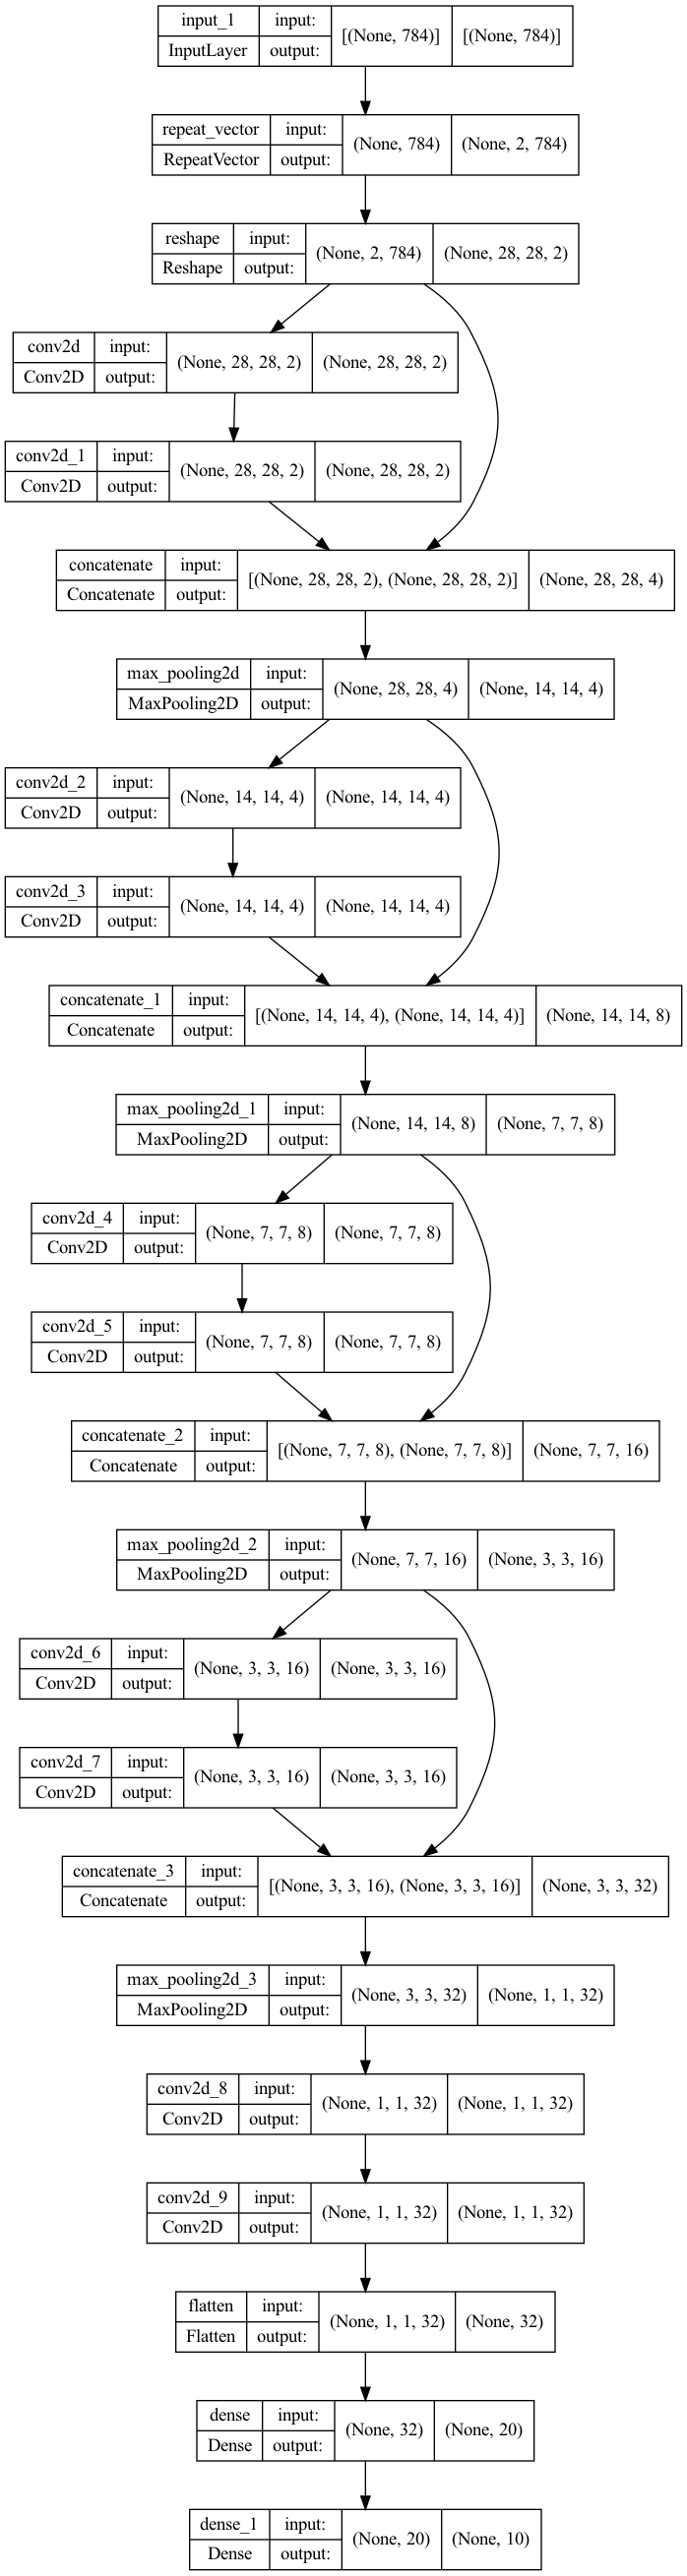 input_1 input: [(None, 784)] [(None, 784)]
InputLayer output:
repeat_vector input: (None, 784) (None, 2, 784)
RepeatVector output:
reshape input: (None, 2, 784) (None, 28, 28, 2)
Reshape output:
conv2d input: (None, 28, 28, 2) (None, 28, 28, 2)
Conv2D output:
conv2d_1 input: (None, 28, 28, 2) (None, 28, 28, 2)
Conv2D output:
concatenate input: [(None, 28, 28, 2), (None, 28, 28, 2)] (None, 28, 28, 4)
Concatenate output:
max_pooling2d input: (None, 28, 28, 4) (None, 14, 14, 4)
MaxPooling2D output:
conv2d_2 input: (None, 14, 14, 4) (None, 14, 14, 4)
Conv2D output:
conv2d_3 input: (None, 14, 14, 4) (None, 14, 14, 4)
Conv2D output:
concatenate_1 input: [(None, 14, 14, 4), (None, 14, 14, 4)] (None, 14, 14, 8)
Concatenate output:
max_pooling2d_1 input: (None, 14, 14, 8) (None, 7, 7, 8)
MaxPooling2D output:
conv2d_4 input: (None, 7, 7, 8) (None, 7, 7, 8)
Conv2D output:
conv2d_5 input: (None, 7, 7, 8) (None, 7, 7, 8)
Conv2D output:
concatenate_2 input: [(None, 7, 7, 8), (None, 7, 7, 8)] (None, 7, 7, 16)
Concatenate output:
max_pooling2d_2 input: (None, 7, 7, 16) (None, 3, 3, 16)
MaxPooling2D output:
conv2d_6 input: (None, 3, 3, 16) (None, 3, 3, 16)
Conv2D output:
conv2d_7 input: (None, 3, 3, 16) (None, 3, 3, 16)
Conv2D output:
concatenate_3 input: [(None, 3, 3, 16), (None, 3, 3, 16)] (None, 3, 3, 32)
Concatenate output:
max_pooling2d_3 input: (None, 3, 3, 32) (None, 1, 1, 32)
MaxPooling2D output:
conv2d_8 input: (None, 1, 1, 32) (None, 1, 1, 32)
Conv2D output:
conv2d_9 input: (None, 1, 1, 32) (None, 1, 1, 32)
Conv2D output:
flatten input: (None, 1, 1, 32) (None, 32)
Flatten output:
dense input: (None, 32) (None, 20)
Dense output:
dense_1 input: (None, 20) (None, 10)
Dense output: